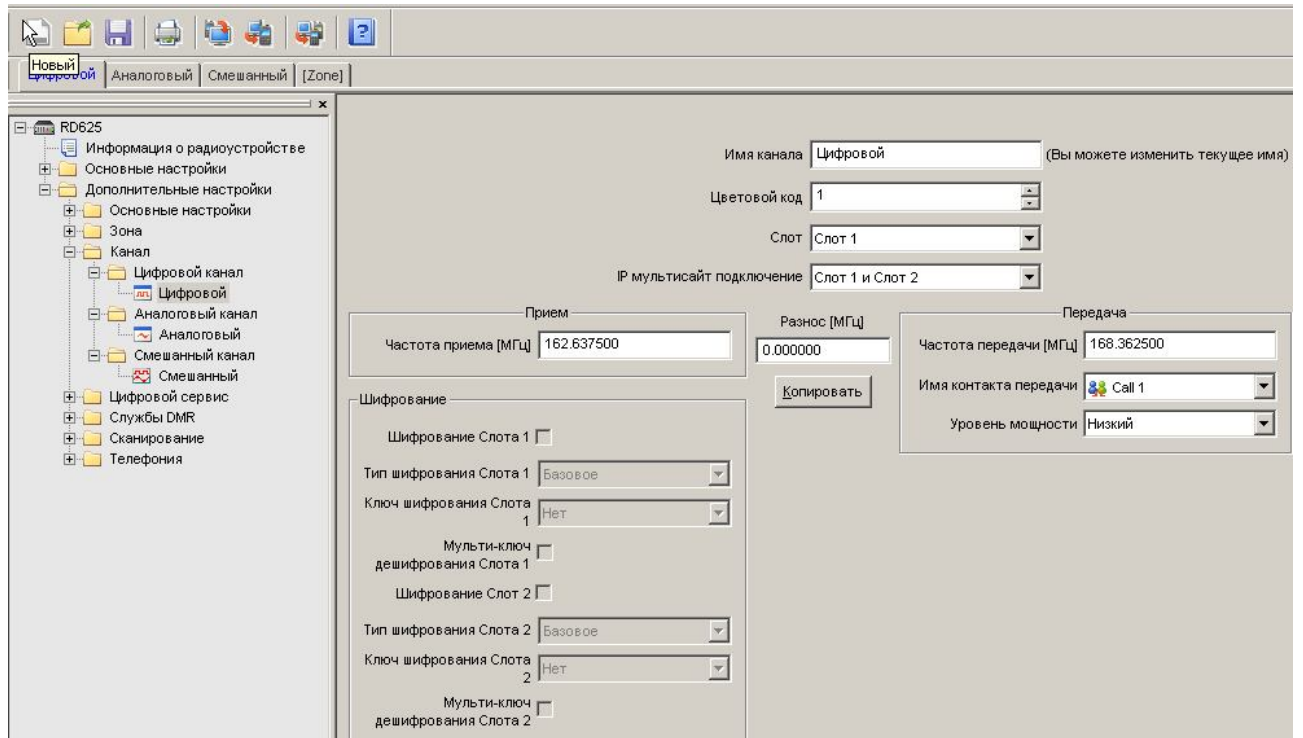 Новый
Цифровой Аналоговый Смешанный [Zone]
x
RD625
Информация о радиоустройстве
Основные настройки
Дополнительные настройки
Основные настройки
Зона
Канал
Цифровой канал
Цифровой
Аналоговый канал
Аналоговый
Смешанный канал
Смешанный
Цифровой сервис
Службы DMR
Сканирование
Телефония
Имя канала Цифровой (Вы можете изменить текущее имя)
Цветовой код 1
Слот Слот 1
IP мультисайт подключение Слот 1 и Слот 2
Прием
Частота приема [МГц] 162.637500
Разнос [МГц]
0.000000
Копировать
Передача
Частота передачи [МГц] 168.362500
Имя контакта передачи Call 1
Уровень мощности Низкий
Шифрование
Шифрование Слота 1
Тип шифрования Слота 1 Базовое
Ключ шифрования Слота
1 Нет
Мульти-ключ
дешифрования Слота 1
Шифрование Слот 2
Тип шифрования Слота 2 Базовое
Ключ шифрования Слота
2 Нет
Мульти-ключ
дешифрования Слота 2